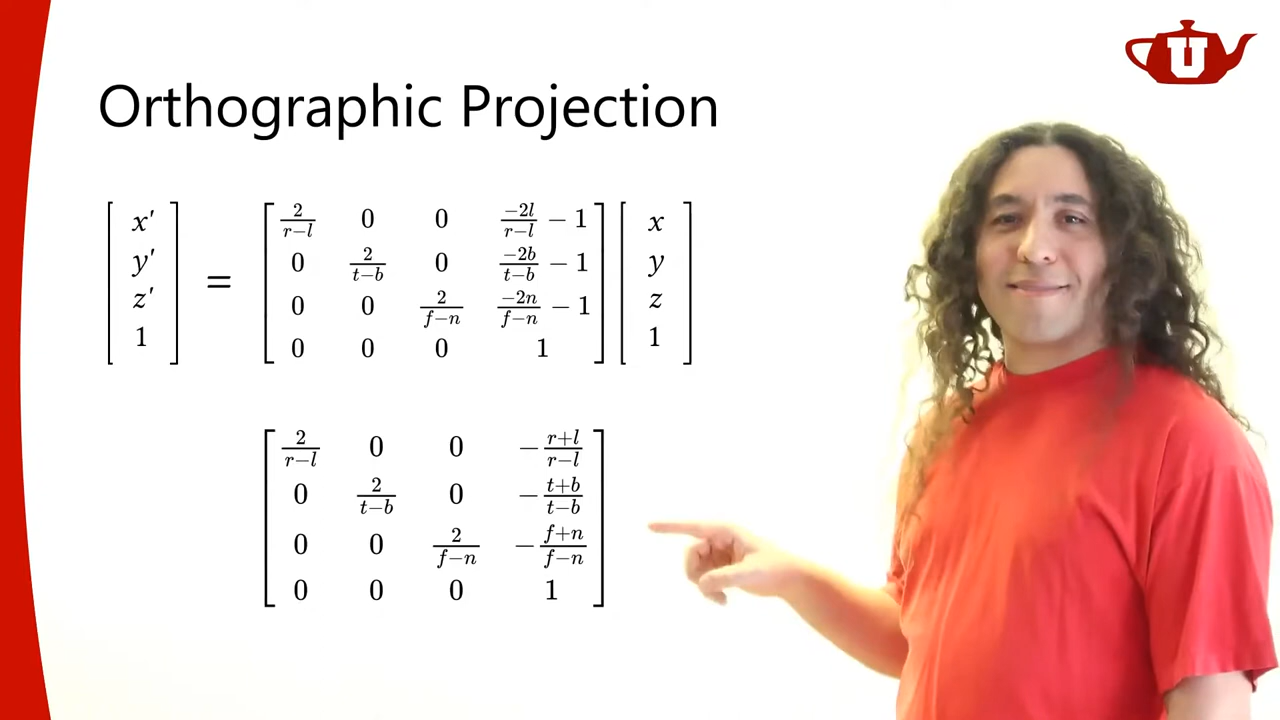 U
Orthographic Projection
[x' y' z' 1] = [2/(r−l) 0 0 −2l/(r−l) − 1] [x y z 1]
[0 2/(t−b) 0 −2b/(t−b) − 1]
[0 0 2/(f−n) −2n/(f−n) − 1]
[0 0 0 1]
[2/(r−l) 0 0 −(r+l)/(r−l)]
[0 2/(t−b) 0 −(t+b)/(t−b)]
[0 0 2/(f−n) −(f+n)/(f−n)]
[0 0 0 1]